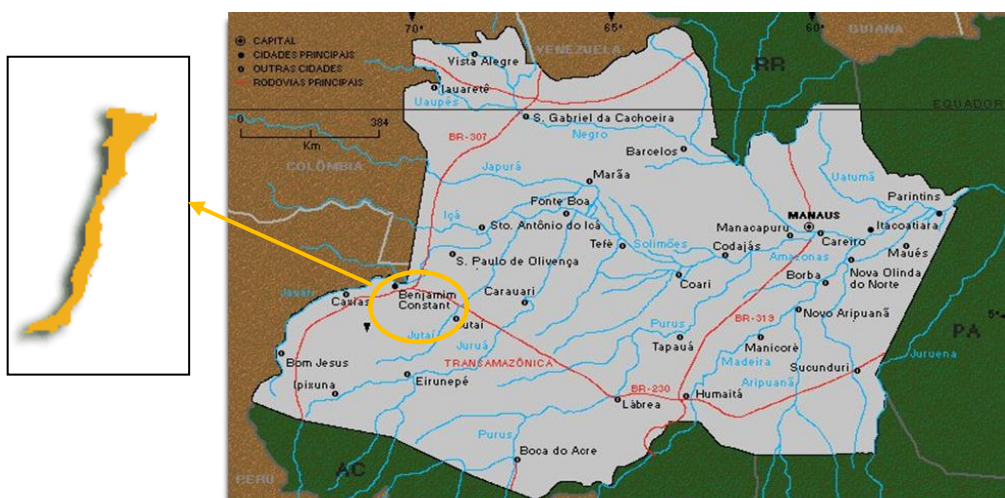 70°
65°
60°
CAPITAL
CIDADES PRINCIPAIS
OUTRAS CIDADES
RODOVIAS PRINCIPAIS
0
384
Km
VENEZUELA
GUIANA
RR
EQUADOR
COLÔMBIA
Vista Alegre
Iauaretê
Uaupés
S. Gabriel da Cachoeira
Negro
BR-307
Barcelos
Japurá
Marãa
Uatumã
Parintins
Fonte Boa
MANAUS
Içá
Sto. Antônio do Icá
Manacapuru
Careiro
Itacoatiara
Tefé
Solimões
Codajás
Amazonas
Maués
S. Paulo de Olivença
Coari
Borba
Nova Olinda
do Norte
Javari
Caxias
Benjamim
Constant
Carauari
Novo Aripuanã
5°
Jutaí
Jutaí
Juruá
Purus
BR-319
Tapauá
Manicoré
PA
Bom Jesus
TRANSAMAZÔNICA
Madeira
Juruena
Ipixuna
Eirunepé
Aripuanã
Sucunduri
BR-230
Lábrea
Humaitá
Purus
Boca do Acre
AC
PERU